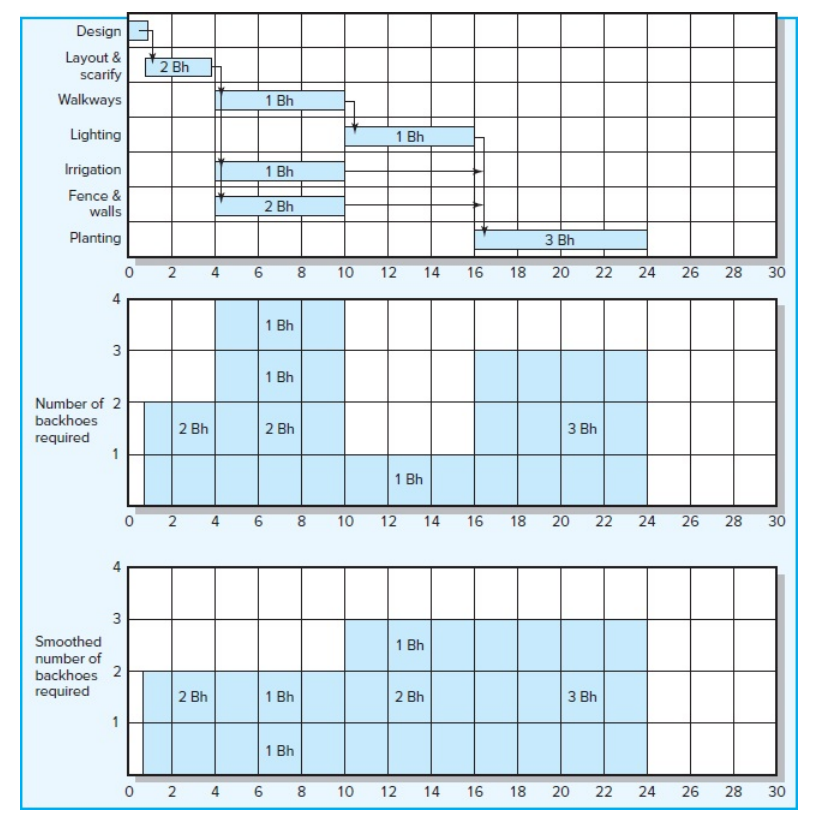 Design
Layout &
scarify
2 Bh
Walkways
1 Bh
Lighting
1 Bh
Irrigation
1 Bh
Fence &
walls
2 Bh
Planting
3 Bh
0 2 4 6 8 10 12 14 16 18 20 22 24 26 28 30
4
1 Bh
3
1 Bh
Number of
backhoes
required
2
2 Bh 2 Bh 3 Bh
1
1 Bh
0 2 4 6 8 10 12 14 16 18 20 22 24 26 28 30
4
3
1 Bh
Smoothed
number of
backhoes
required
2
2 Bh 1 Bh 2 Bh 3 Bh
1
1 Bh
0 2 4 6 8 10 12 14 16 18 20 22 24 26 28 30